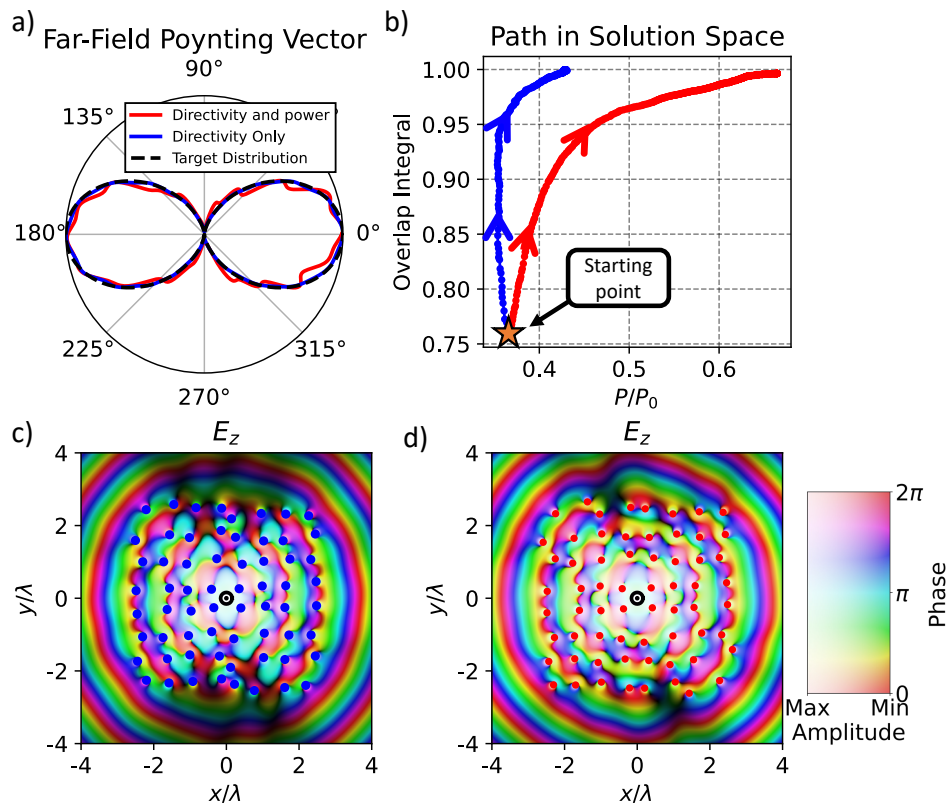 a)
Far-Field Poynting Vector
90°
135°
180°
0°
225°
315°
270°
Directivity and power
Directivity Only
Target Distribution
b)
Path in Solution Space
Overlap Integral
1.00
0.95
0.90
0.85
0.80
0.75
Starting
point
0.4
0.5
0.6
P/P₀
c)
E_z
4
2
0
-2
-4
y/λ
-4
-2
0
2
4
x/λ
d)
E_z
4
2
0
-2
-4
y/λ
-4
-2
0
2
4
x/λ
2π
π
0
Phase
Max
Min
Amplitude